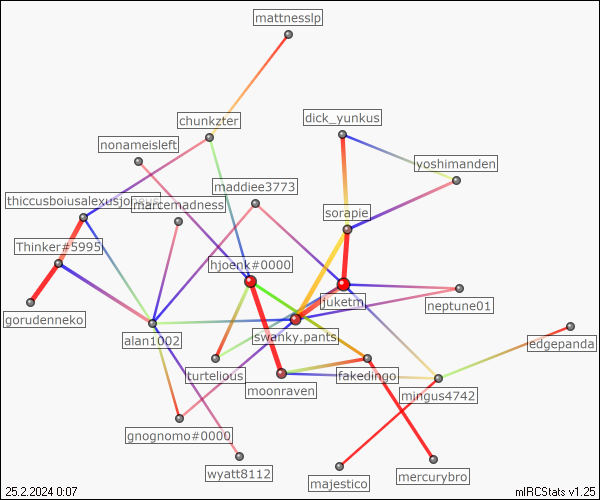 mattnesslp
chunkzter
dick_yunkus
nonameisleft
yoshimanden
maddiee3773
thiccusboiusalexusjo
marcemadness
sorapie
Thinker#5995
hjoenk#0000
juketm
neptune01
gorudenneko
alan1002
swanky.pants
edgepanda
turtelious
fakedingo
moonraven
mingus4742
gnognomo#0000
wyatt8112
majestico
mercurybro
25.2.2024 0:07
mIRCStats v1.25